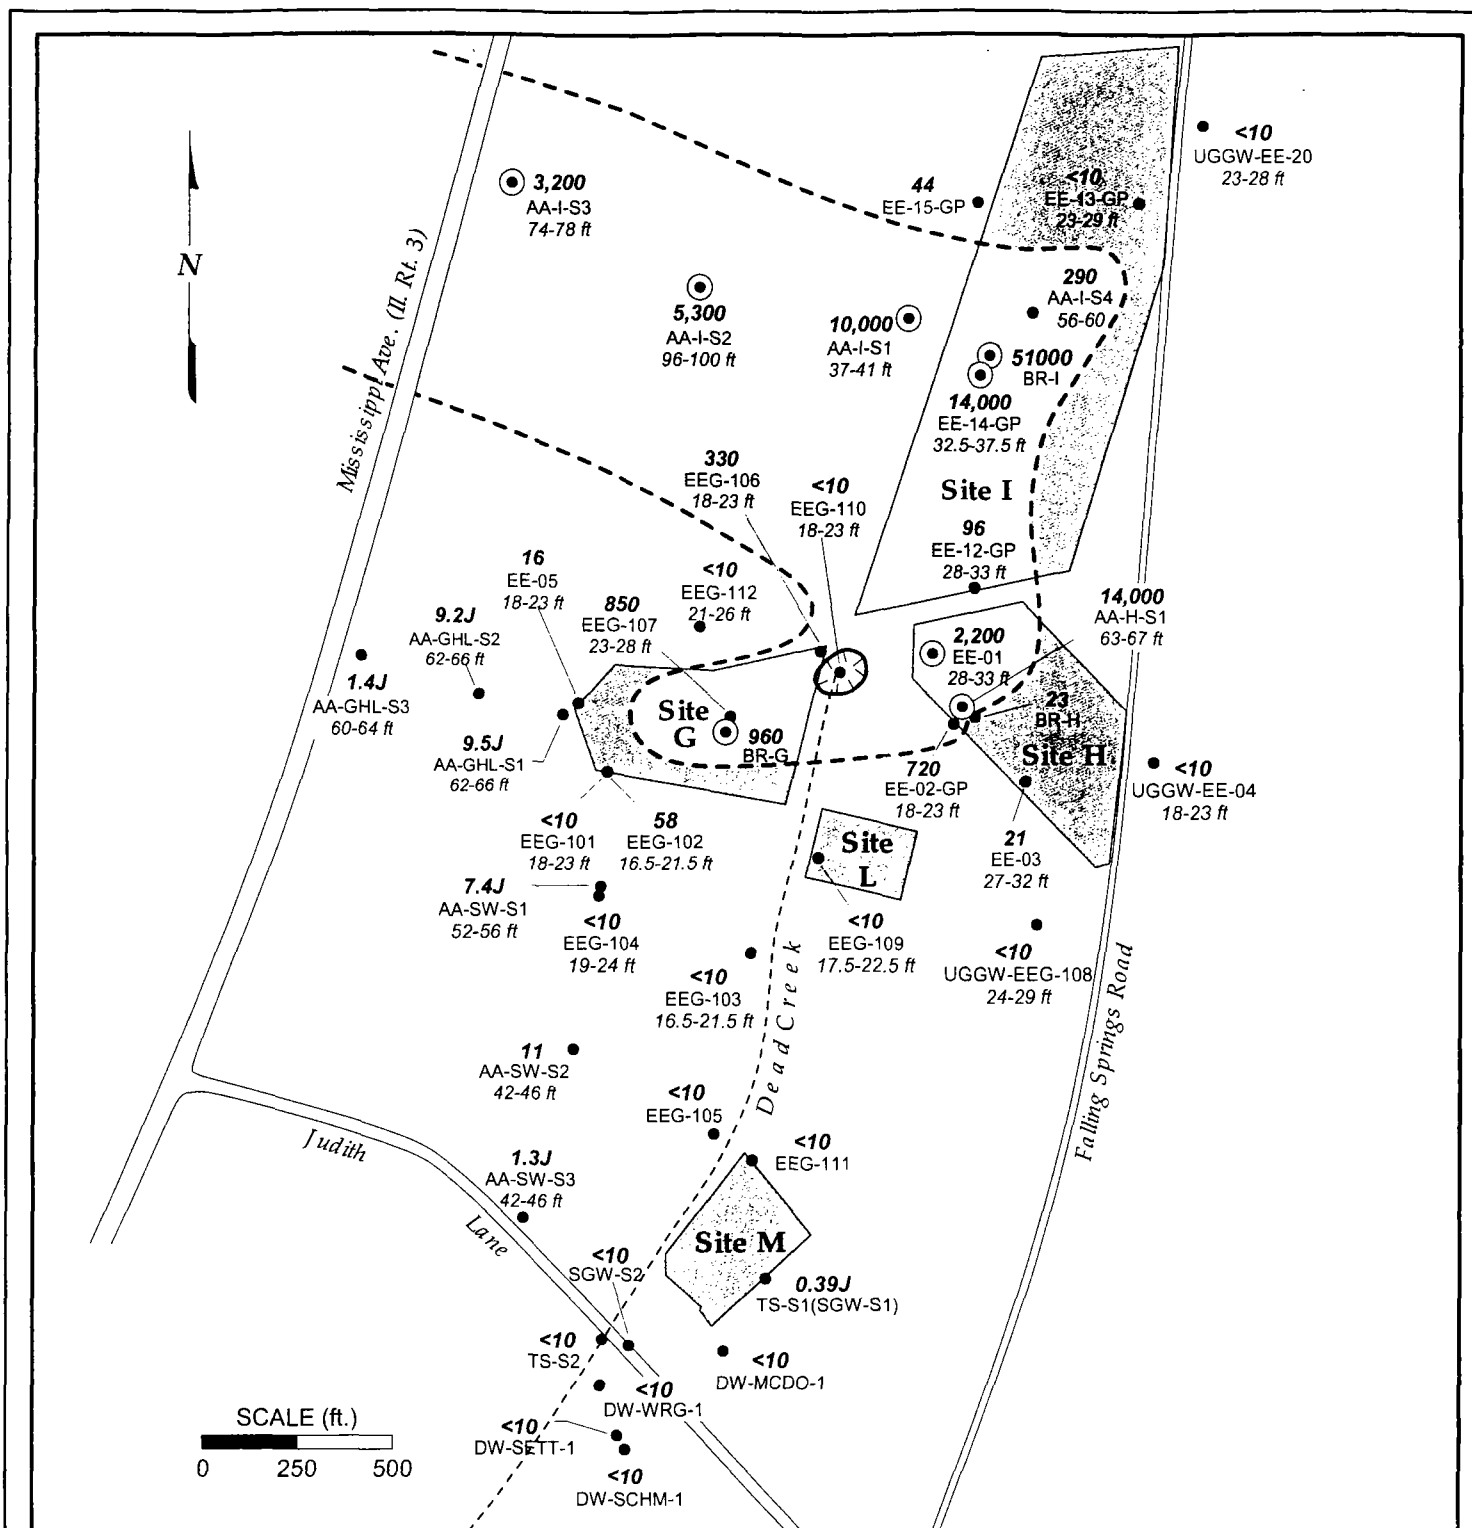 <10
UGGW-EE-20
23-28 ft
3,200
AA-I-S3
74-78 ft
44
EE-15-GP
<10
EE-13-GP
23-29 ft
N
Mississippi Ave. (Il. Rt. 3)
5,300
AA-I-S2
96-100 ft
10,000
AA-I-S1
37-41 ft
290
AA-I-S4
56-60
51000
BR-I
14,000
EE-14-GP
32.5-37.5 ft
Site I
330
EEG-106
18-23 ft
<10
EEG-110
18-23 ft
96
EE-12-GP
28-33 ft
16
EE-05
18-23 ft
<10
EEG-112
21-26 ft
850
EEG-107
23-28 ft
9.2J
AA-GHL-S2
62-66 ft
14,000
AA-H-S1
63-67 ft
2,200
EE-01
28-33 ft
1.4J
AA-GHL-S3
60-64 ft
Site
G
23
BR-H
960
BR-G
9.5J
AA-GHL-S1
62-66 ft
Site H
720
EE-02-GP
18-23 ft
<10
UGGW-EE-04
18-23 ft
<10
EEG-101
18-23 ft
58
EEG-102
16.5-21.5 ft
Site
L
21
EE-03
27-32 ft
7.4J
AA-SW-S1
52-56 ft
<10
EEG-104
19-24 ft
<10
EEG-109
17.5-22.5 ft
<10
UGGW-EEG-108
24-29 ft
<10
EEG-103
16.5-21.5 ft
Dead Creek
Falling Springs Road
11
AA-SW-S2
42-46 ft
<10
EEG-105
<10
EEG-111
Judith
Lane
1.3J
AA-SW-S3
42-46 ft
Site M
<10
SGW-S2
0.39J
TS-S1(SGW-S1)
<10
TS-S2
<10
DW-MCDO-1
<10
DW-WRG-1
<10
DW-SETT-1
<10
DW-SCHM-1
SCALE (ft.)
0 250 500